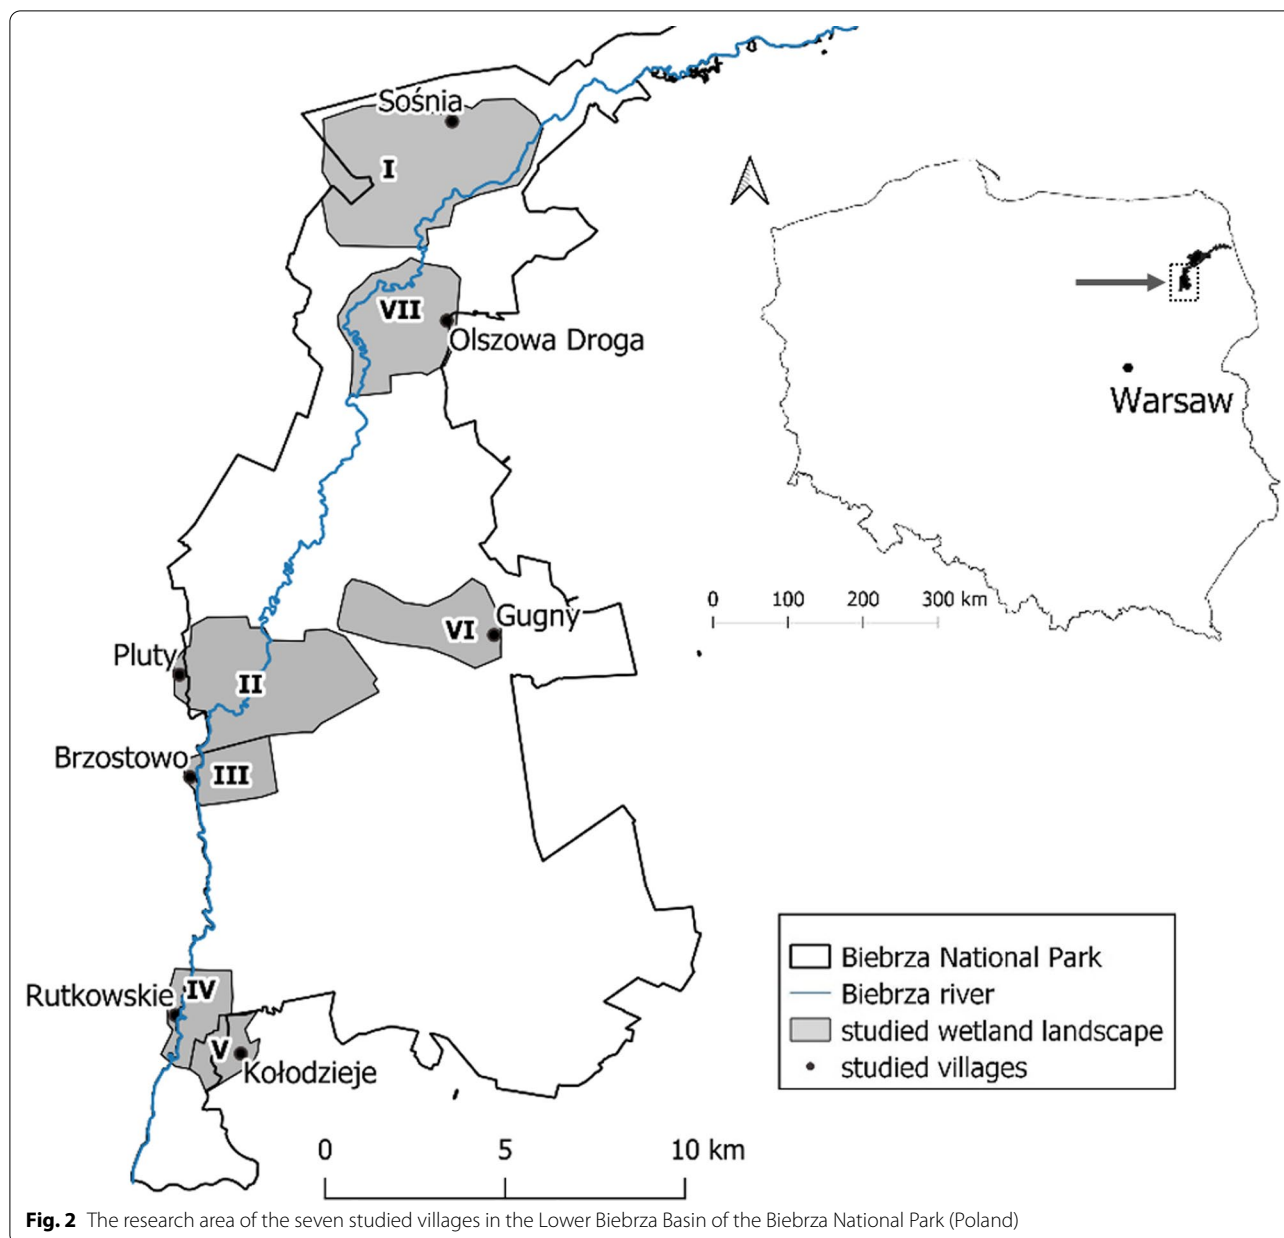 Sośnia
I
VII
Olszowa Droga
Warsaw
0 100 200 300 km
Gugny
VI
Pluty
II
Brzostowo
III
Rutkowskie
IV
V
Kołodzieje
Biebrza National Park
Biebrza river
studied wetland landscape
studied villages
0 5 10 km
Fig. 2 The research area of the seven studied villages in the Lower Biebrza Basin of the Biebrza National Park (Poland)